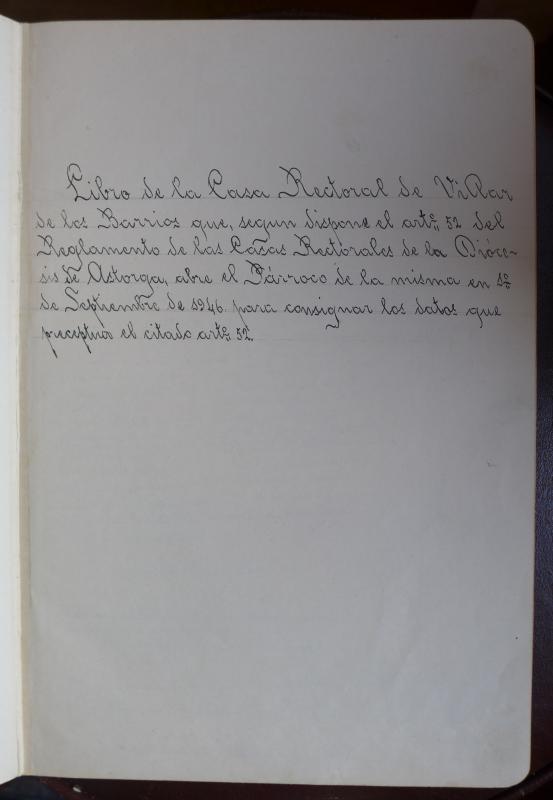 Libro de la Casa Rectoral de Villar
de los Barrios que, segun dispone el artº. 52 del
Reglamento de las Casas Rectorales de la Dióce-
sis de Astorga, abre el Párroco de la misma en 1º
de Septiembre de 1946 para consignar los datos que
preceptua el citado artº. 52.